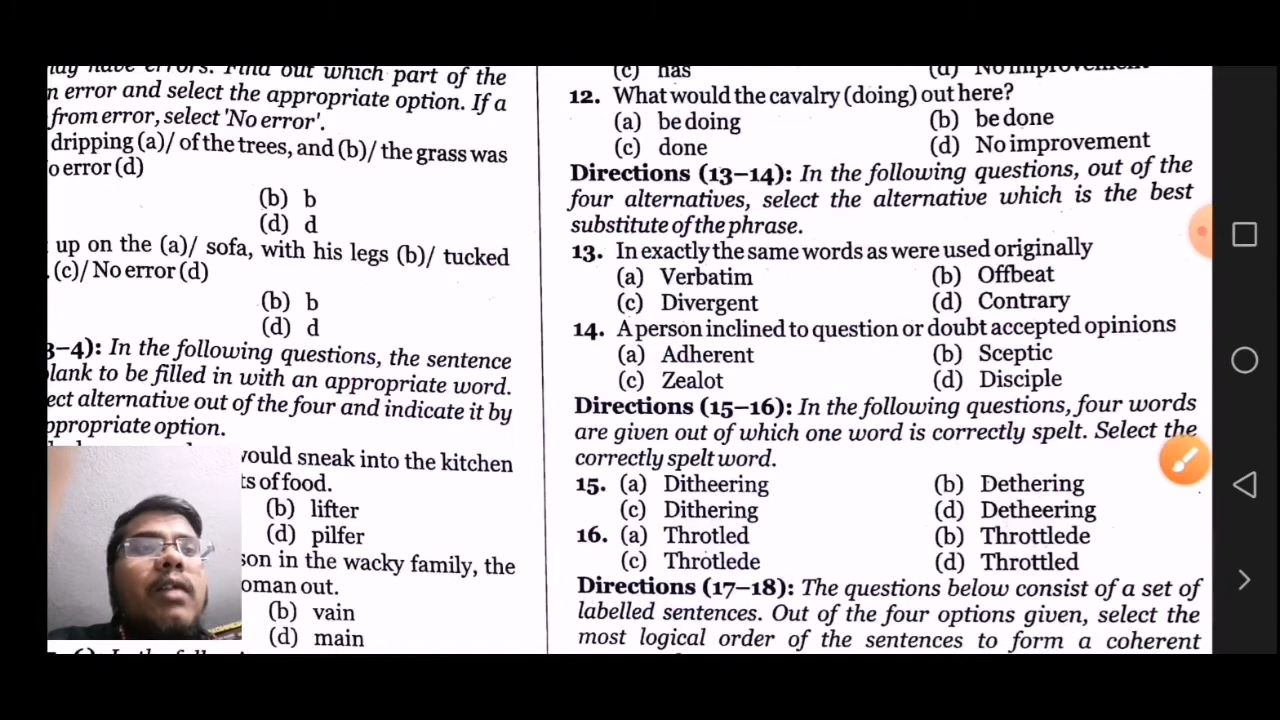 may have errors. Find out which part of the
n error and select the appropriate option. If a
from error, select 'No error'.
dripping (a)/ of the trees, and (b)/ the grass was
o error (d)
(b) b
(d) d
up on the (a)/ sofa, with his legs (b)/ tucked
. (c)/ No error (d)
(b) b
(d) d
3–4): In the following questions, the sentence
lank to be filled in with an appropriate word.
ect alternative out of the four and indicate it by
ppropriate option.
would sneak into the kitchen
ts of food.
(b) lifter
(d) pilfer
son in the wacky family, the
oman out.
(b) vain
(d) main
(c) has (d) No improvement
12. What would the cavalry (doing) out here?
(a) be doing (b) be done
(c) done (d) No improvement
Directions (13–14): In the following questions, out of the
four alternatives, select the alternative which is the best
substitute of the phrase.
13. In exactly the same words as were used originally
(a) Verbatim (b) Offbeat
(c) Divergent (d) Contrary
14. A person inclined to question or doubt accepted opinions
(a) Adherent (b) Sceptic
(c) Zealot (d) Disciple
Directions (15–16): In the following questions, four words
are given out of which one word is correctly spelt. Select the
correctly spelt word.
15. (a) Ditheering (b) Dethering
(c) Dithering (d) Detheering
16. (a) Throtled (b) Throttlede
(c) Throtlede (d) Throttled
Directions (17–18): The questions below consist of a set of
labelled sentences. Out of the four options given, select the
most logical order of the sentences to form a coherent